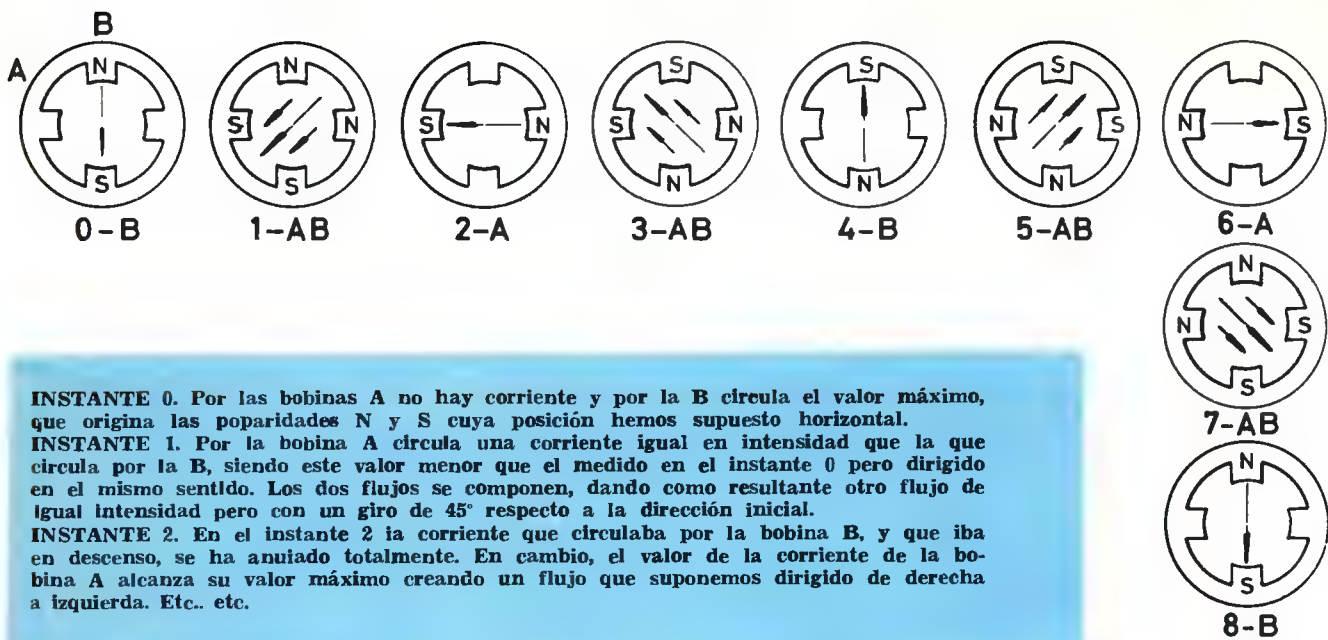 B
A
N
S
0-B
N
S
N
S
1-AB
S
N
2-A
S
S
N
N
3-AB
S
N
4-B
S
N
S
N
5-AB
N
S
6-A
N
N
S
S
7-AB
N
S
8-B
INSTANTE 0. Por las bobinas A no hay corriente y por la B circula el valor máximo,
que origina las poparidades N y S cuya posición hemos supuesto horizontal.
INSTANTE 1. Por la bobina A circula una corriente igual en intensidad que la que
circula por la B, siendo este valor menor que el medido en el instante 0 pero dirigido
en el mismo sentido. Los dos flujos se componen, dando como resultante otro flujo de
igual intensidad pero con un giro de 45° respecto a la dirección inicial.
INSTANTE 2. En el instante 2 ia corriente que circulaba por la bobina B, y que iba
en descenso, se ha anuiado totalmente. En cambio, el valor de la corriente de la bo-
bina A alcanza su valor máximo creando un flujo que suponemos dirigido de derecha
a izquierda. Etc.. etc.